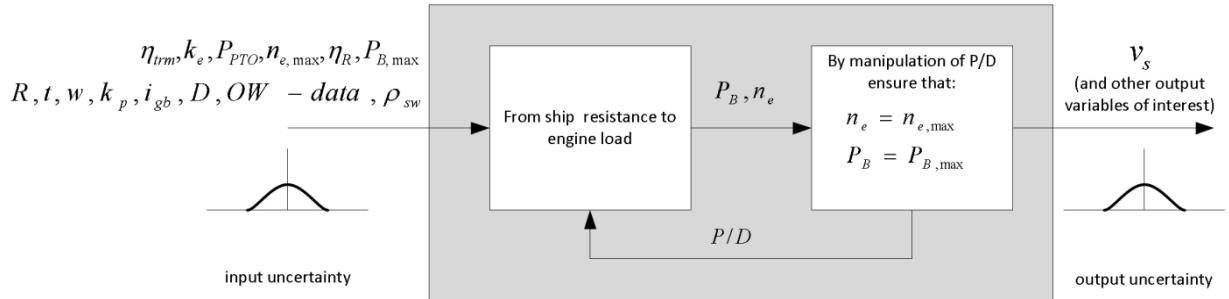 η_trm, k_e, P_PTO, n_e,max, η_R, P_B,max
R, t, w, k_p, i_gb, D, OW – data, ρ_sw
From ship resistance to
engine load
P_B, n_e
By manipulation of P/D
ensure that:
n_e = n_e,max
P_B = P_B,max
v_s
(and other output
variables of interest)
P/D
input uncertainty
output uncertainty